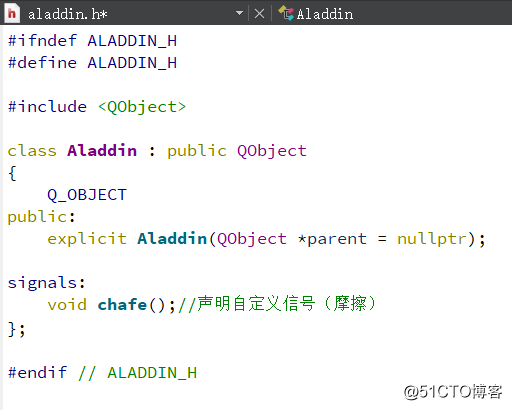 h aladdin.h* Aladdin
#ifndef ALADDIN_H
#define ALADDIN_H
#include <QObject>
class Aladdin : public QObject
{
    Q_OBJECT
public:
    explicit Aladdin(QObject *parent = nullptr);
signals:
    void chafe();//声明自定义信号（摩擦）
};
#endif // ALADDIN_H
@51CTO博客